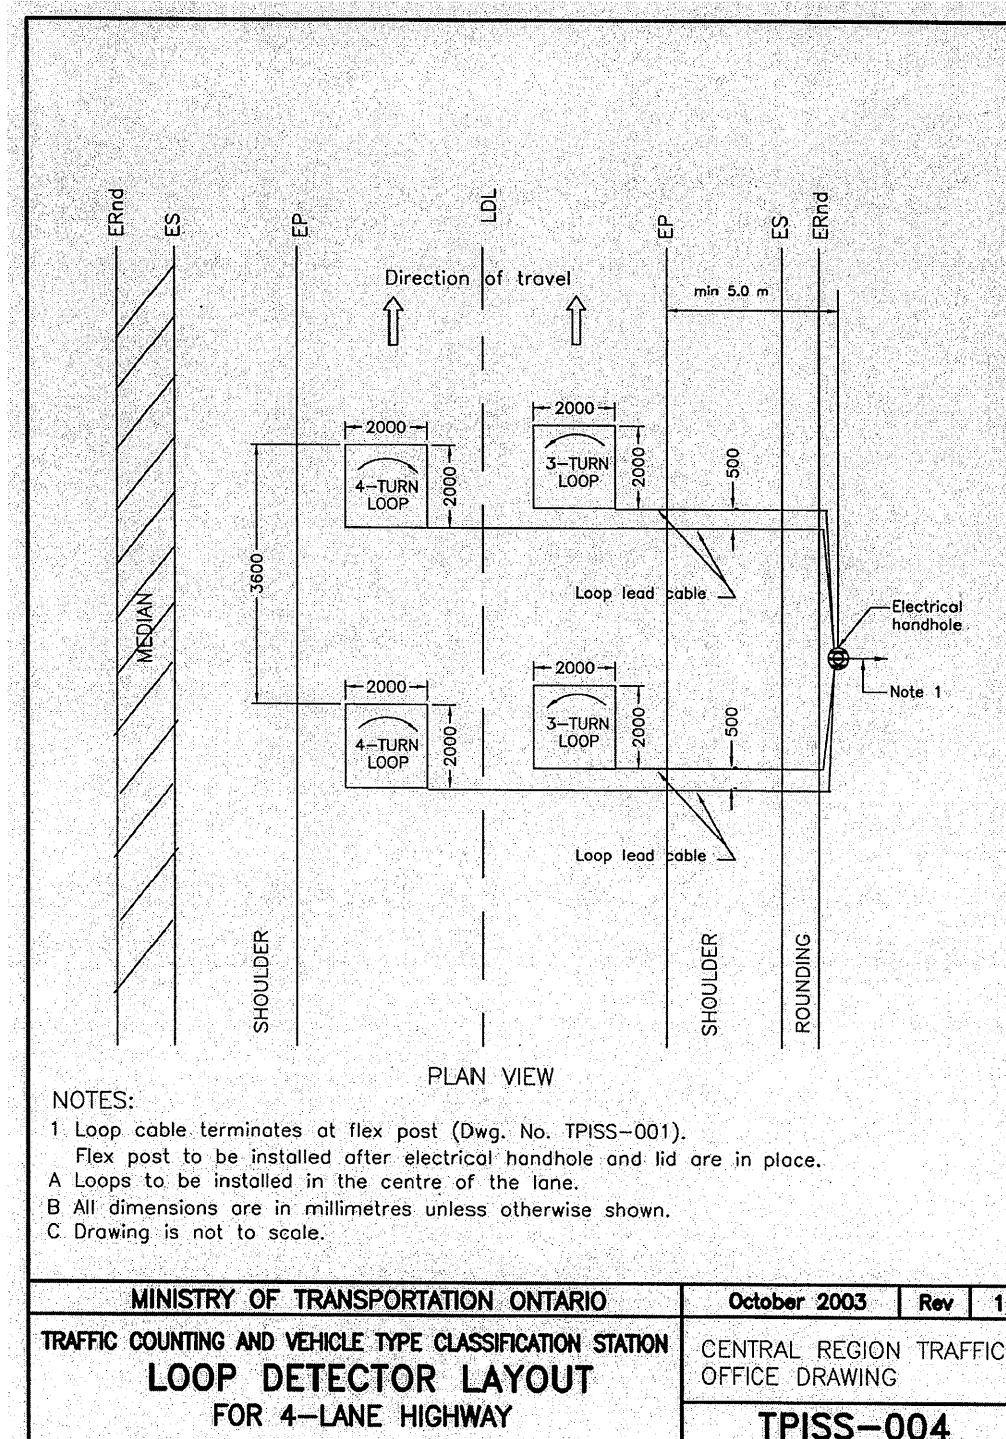 ERnd
ES
EP
LDL
EP
ES
ERnd
Direction of travel
min 5.0 m
2000
2000
4-TURN
LOOP
2000
3-TURN
LOOP
2000
500
3600
Loop lead cable
Electrical
handhole
MEDIAN
Note 1
2000
2000
4-TURN
LOOP
2000
3-TURN
LOOP
2000
500
Loop lead cable
SHOULDER
SHOULDER
ROUNDING
PLAN VIEW
NOTES:
1 Loop cable terminates at flex post (Dwg. No. TPISS-001).
Flex post to be installed after electrical handhole and lid are in place.
A Loops to be installed in the centre of the lane.
B All dimensions are in millimetres unless otherwise shown.
C Drawing is not to scale.
MINISTRY OF TRANSPORTATION ONTARIO
October 2003 Rev 1
TRAFFIC COUNTING AND VEHICLE TYPE CLASSIFICATION STATION
LOOP DETECTOR LAYOUT
FOR 4-LANE HIGHWAY
CENTRAL REGION TRAFFIC
OFFICE DRAWING
TPISS-004